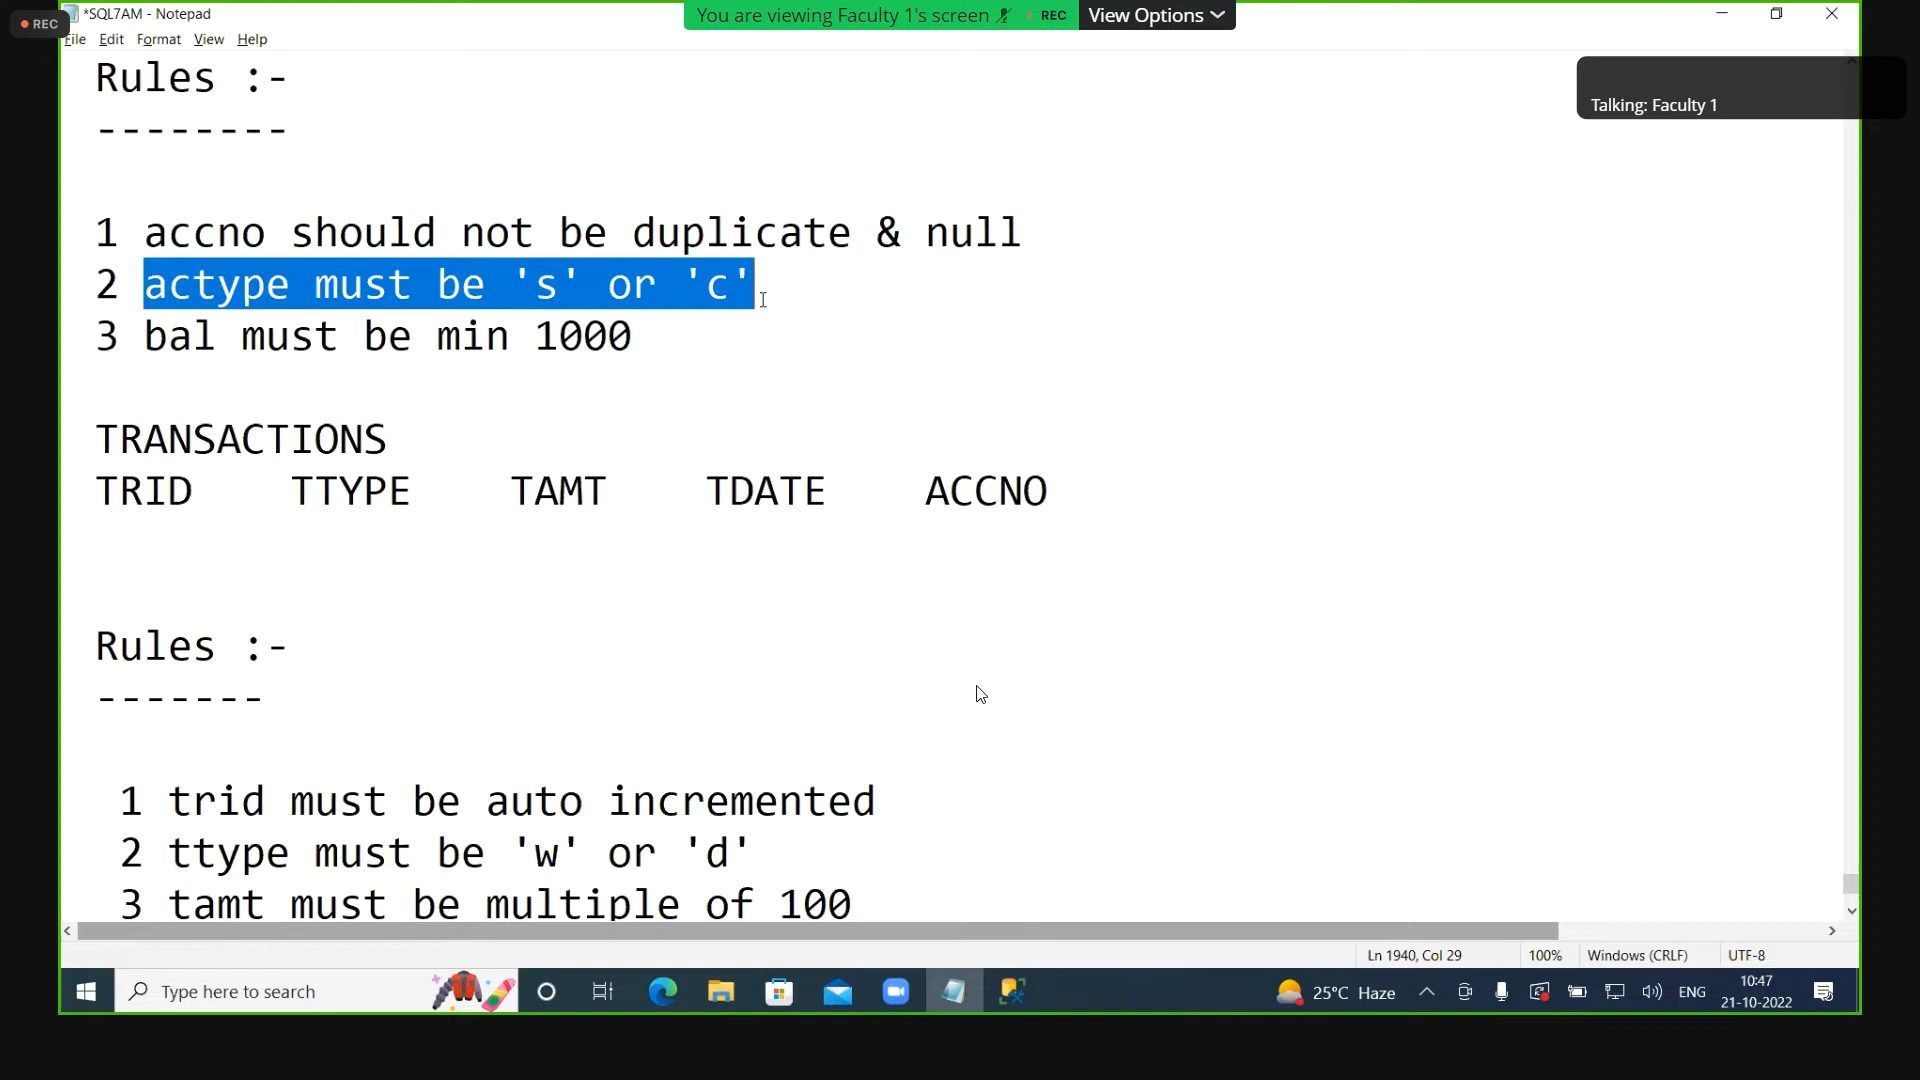 REC
*SQL7AM - Notepad
You are viewing Faculty 1's screen
REC
View Options
File Edit Format View Help
Talking: Faculty 1
Rules :-
--------
1 accno should not be duplicate & null
2 actype must be 's' or 'c'
3 bal must be min 1000
TRANSACTIONS
TRID TTYPE TAMT TDATE ACCNO
Rules :-
-------
1 trid must be auto incremented
2 ttype must be 'w' or 'd'
3 tamt must be multiple of 100
Ln 1940, Col 29 100% Windows (CRLF) UTF-8
Type here to search
25°C Haze
ENG
10:47
21-10-2022